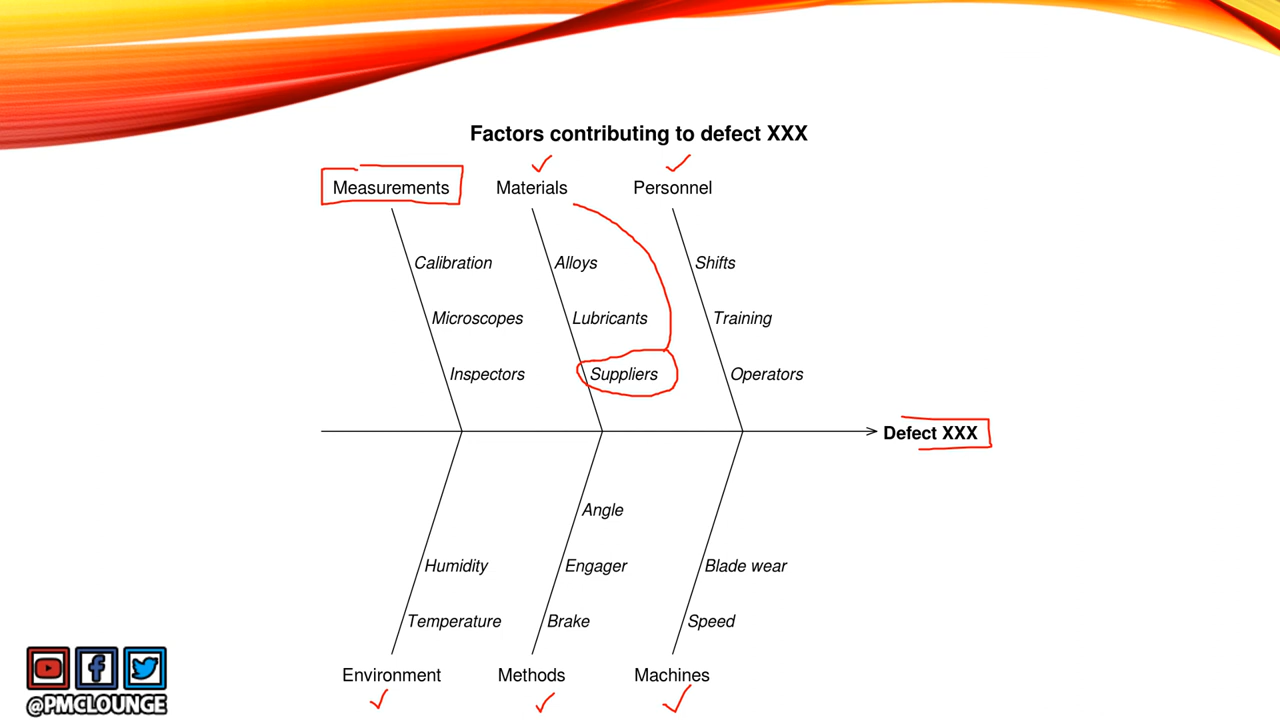 Factors contributing to defect XXX
Measurements Materials Personnel
Calibration Alloys Shifts
Microscopes Lubricants Training
Inspectors Suppliers Operators
Defect XXX
Angle
Humidity Engager Blade wear
Temperature Brake Speed
Environment Methods Machines
@PMCLOUNGE